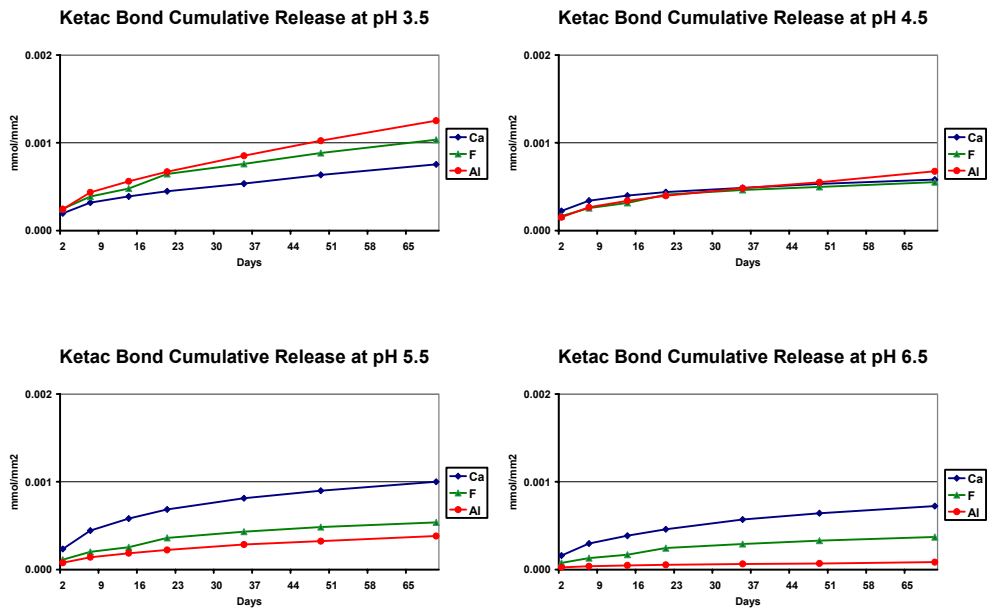 Ketac Bond Cumulative Release at pH 3.5
0.002
0.001
0.000
mmol/mm2
2 9 16 23 30 37 44 51 58 65
Days
Ca
F
Al
Ketac Bond Cumulative Release at pH 4.5
0.002
0.001
0.000
mmol/mm2
2 9 16 23 30 37 44 51 58 65
Days
Ca
F
Al
Ketac Bond Cumulative Release at pH 5.5
0.002
0.001
0.000
mmol/mm2
2 9 16 23 30 37 44 51 58 65
Days
Ca
F
Al
Ketac Bond Cumulative Release at pH 6.5
0.002
0.001
0.000
mmol/mm2
2 9 16 23 30 37 44 51 58 65
Days
Ca
F
Al